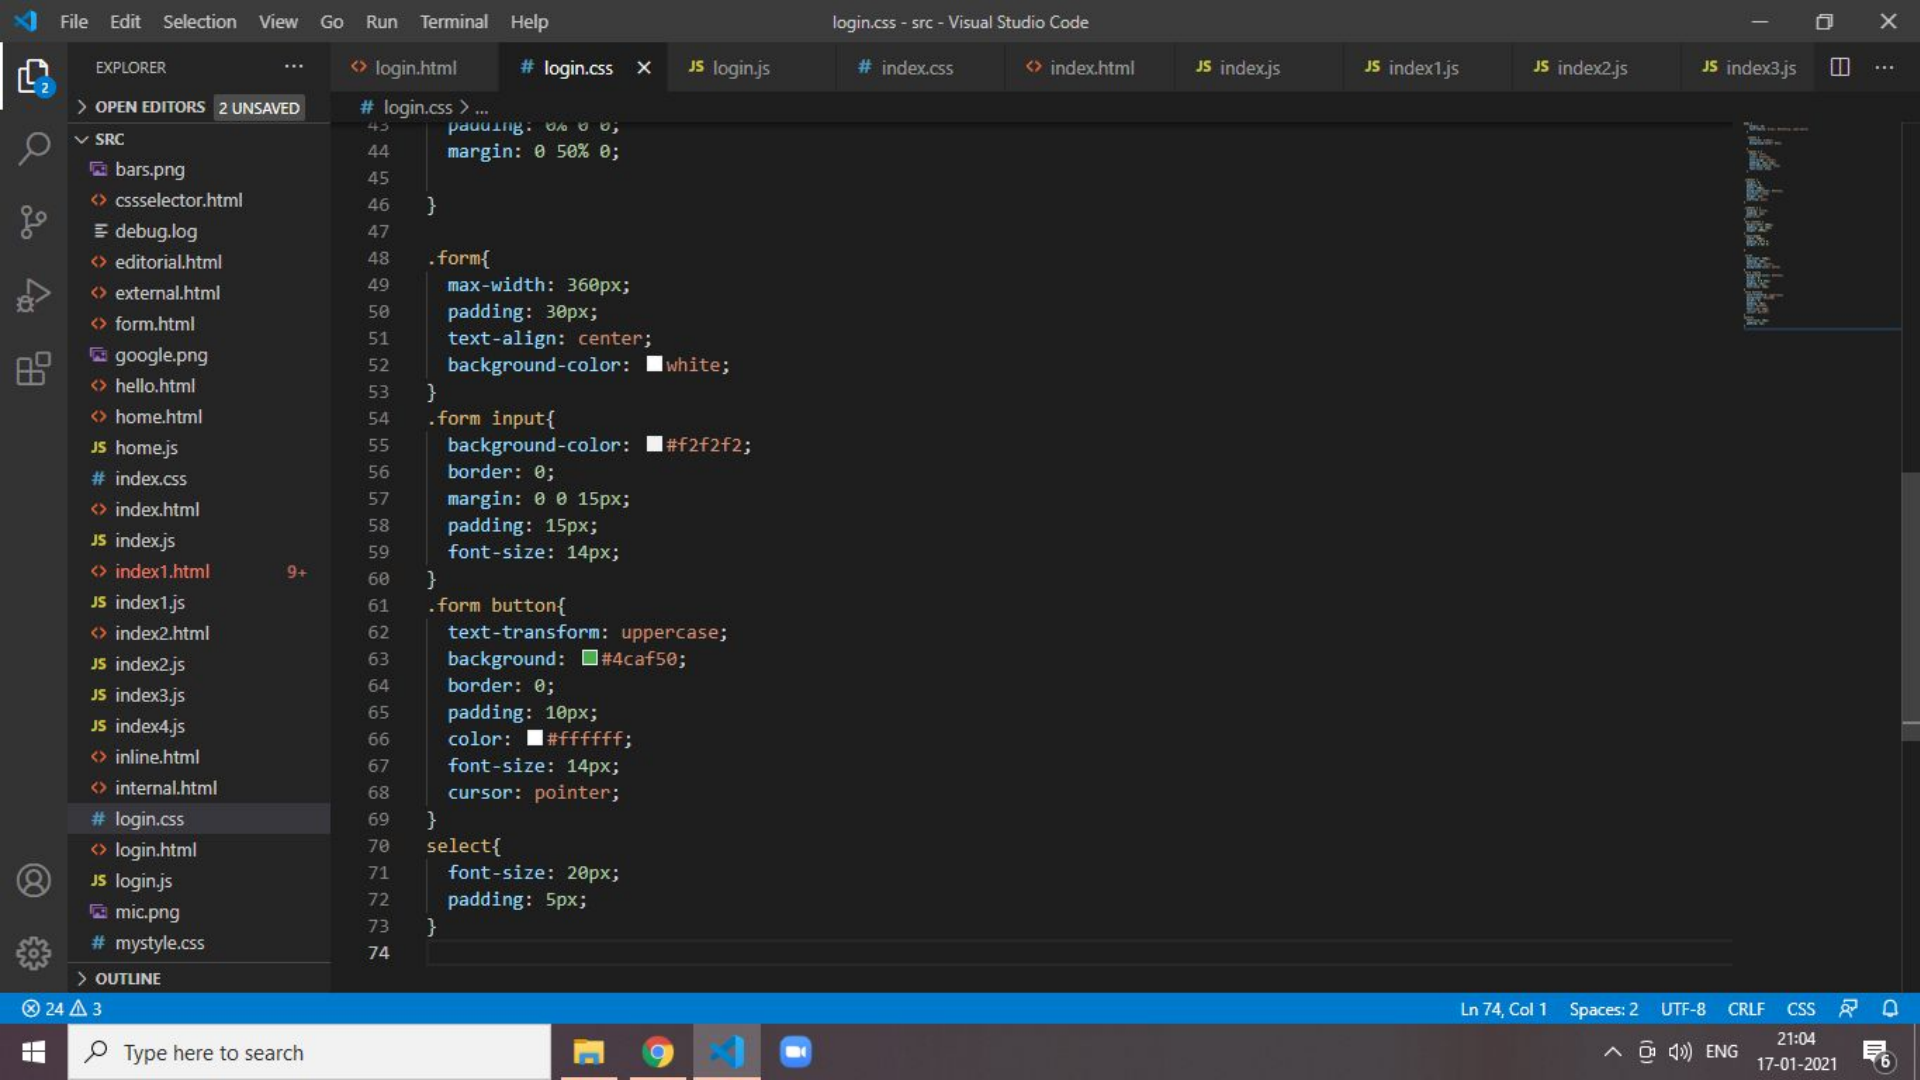 File Edit Selection View Go Run Terminal Help
login.css - src - Visual Studio Code
EXPLORER
login.html
login.css
JS login.js
# index.css
index.html
JS index.js
JS index1.js
JS index2.js
JS index3.js
2
OPEN EDITORS 2 UNSAVED
# login.css > ...
SRC
bars.png
cssselector.html
debug.log
editorial.html
external.html
form.html
google.png
hello.html
home.html
JS home.js
# index.css
index.html
JS index.js
index1.html 9+
JS index1.js
index2.html
JS index2.js
JS index3.js
JS index4.js
inline.html
internal.html
# login.css
login.html
JS login.js
mic.png
# mystyle.css
OUTLINE
43 padding: 0% 0 0;
44 margin: 0 50% 0;
45
46 }
47
48 .form{
49 max-width: 360px;
50 padding: 30px;
51 text-align: center;
52 background-color: white;
53 }
54 .form input{
55 background-color: #f2f2f2;
56 border: 0;
57 margin: 0 0 15px;
58 padding: 15px;
59 font-size: 14px;
60 }
61 .form button{
62 text-transform: uppercase;
63 background: #4caf50;
64 border: 0;
65 padding: 10px;
66 color: #ffffff;
67 font-size: 14px;
68 cursor: pointer;
69 }
70 select{
71 font-size: 20px;
72 padding: 5px;
73 }
74
24 3
Ln 74, Col 1 Spaces: 2 UTF-8 CRLF CSS
Type here to search
ENG
21:04
17-01-2021
6